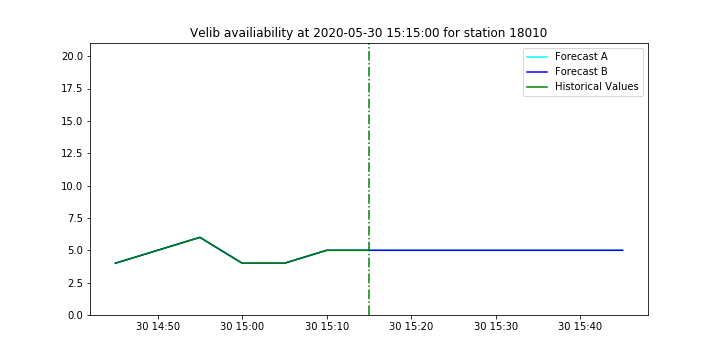 Velib availiability at 2020-05-30 15:15:00 for station 18010
20.0
17.5
15.0
12.5
10.0
7.5
5.0
2.5
0.0
Forecast A
Forecast B
Historical Values
30 14:50 30 15:00 30 15:10 30 15:20 30 15:30 30 15:40